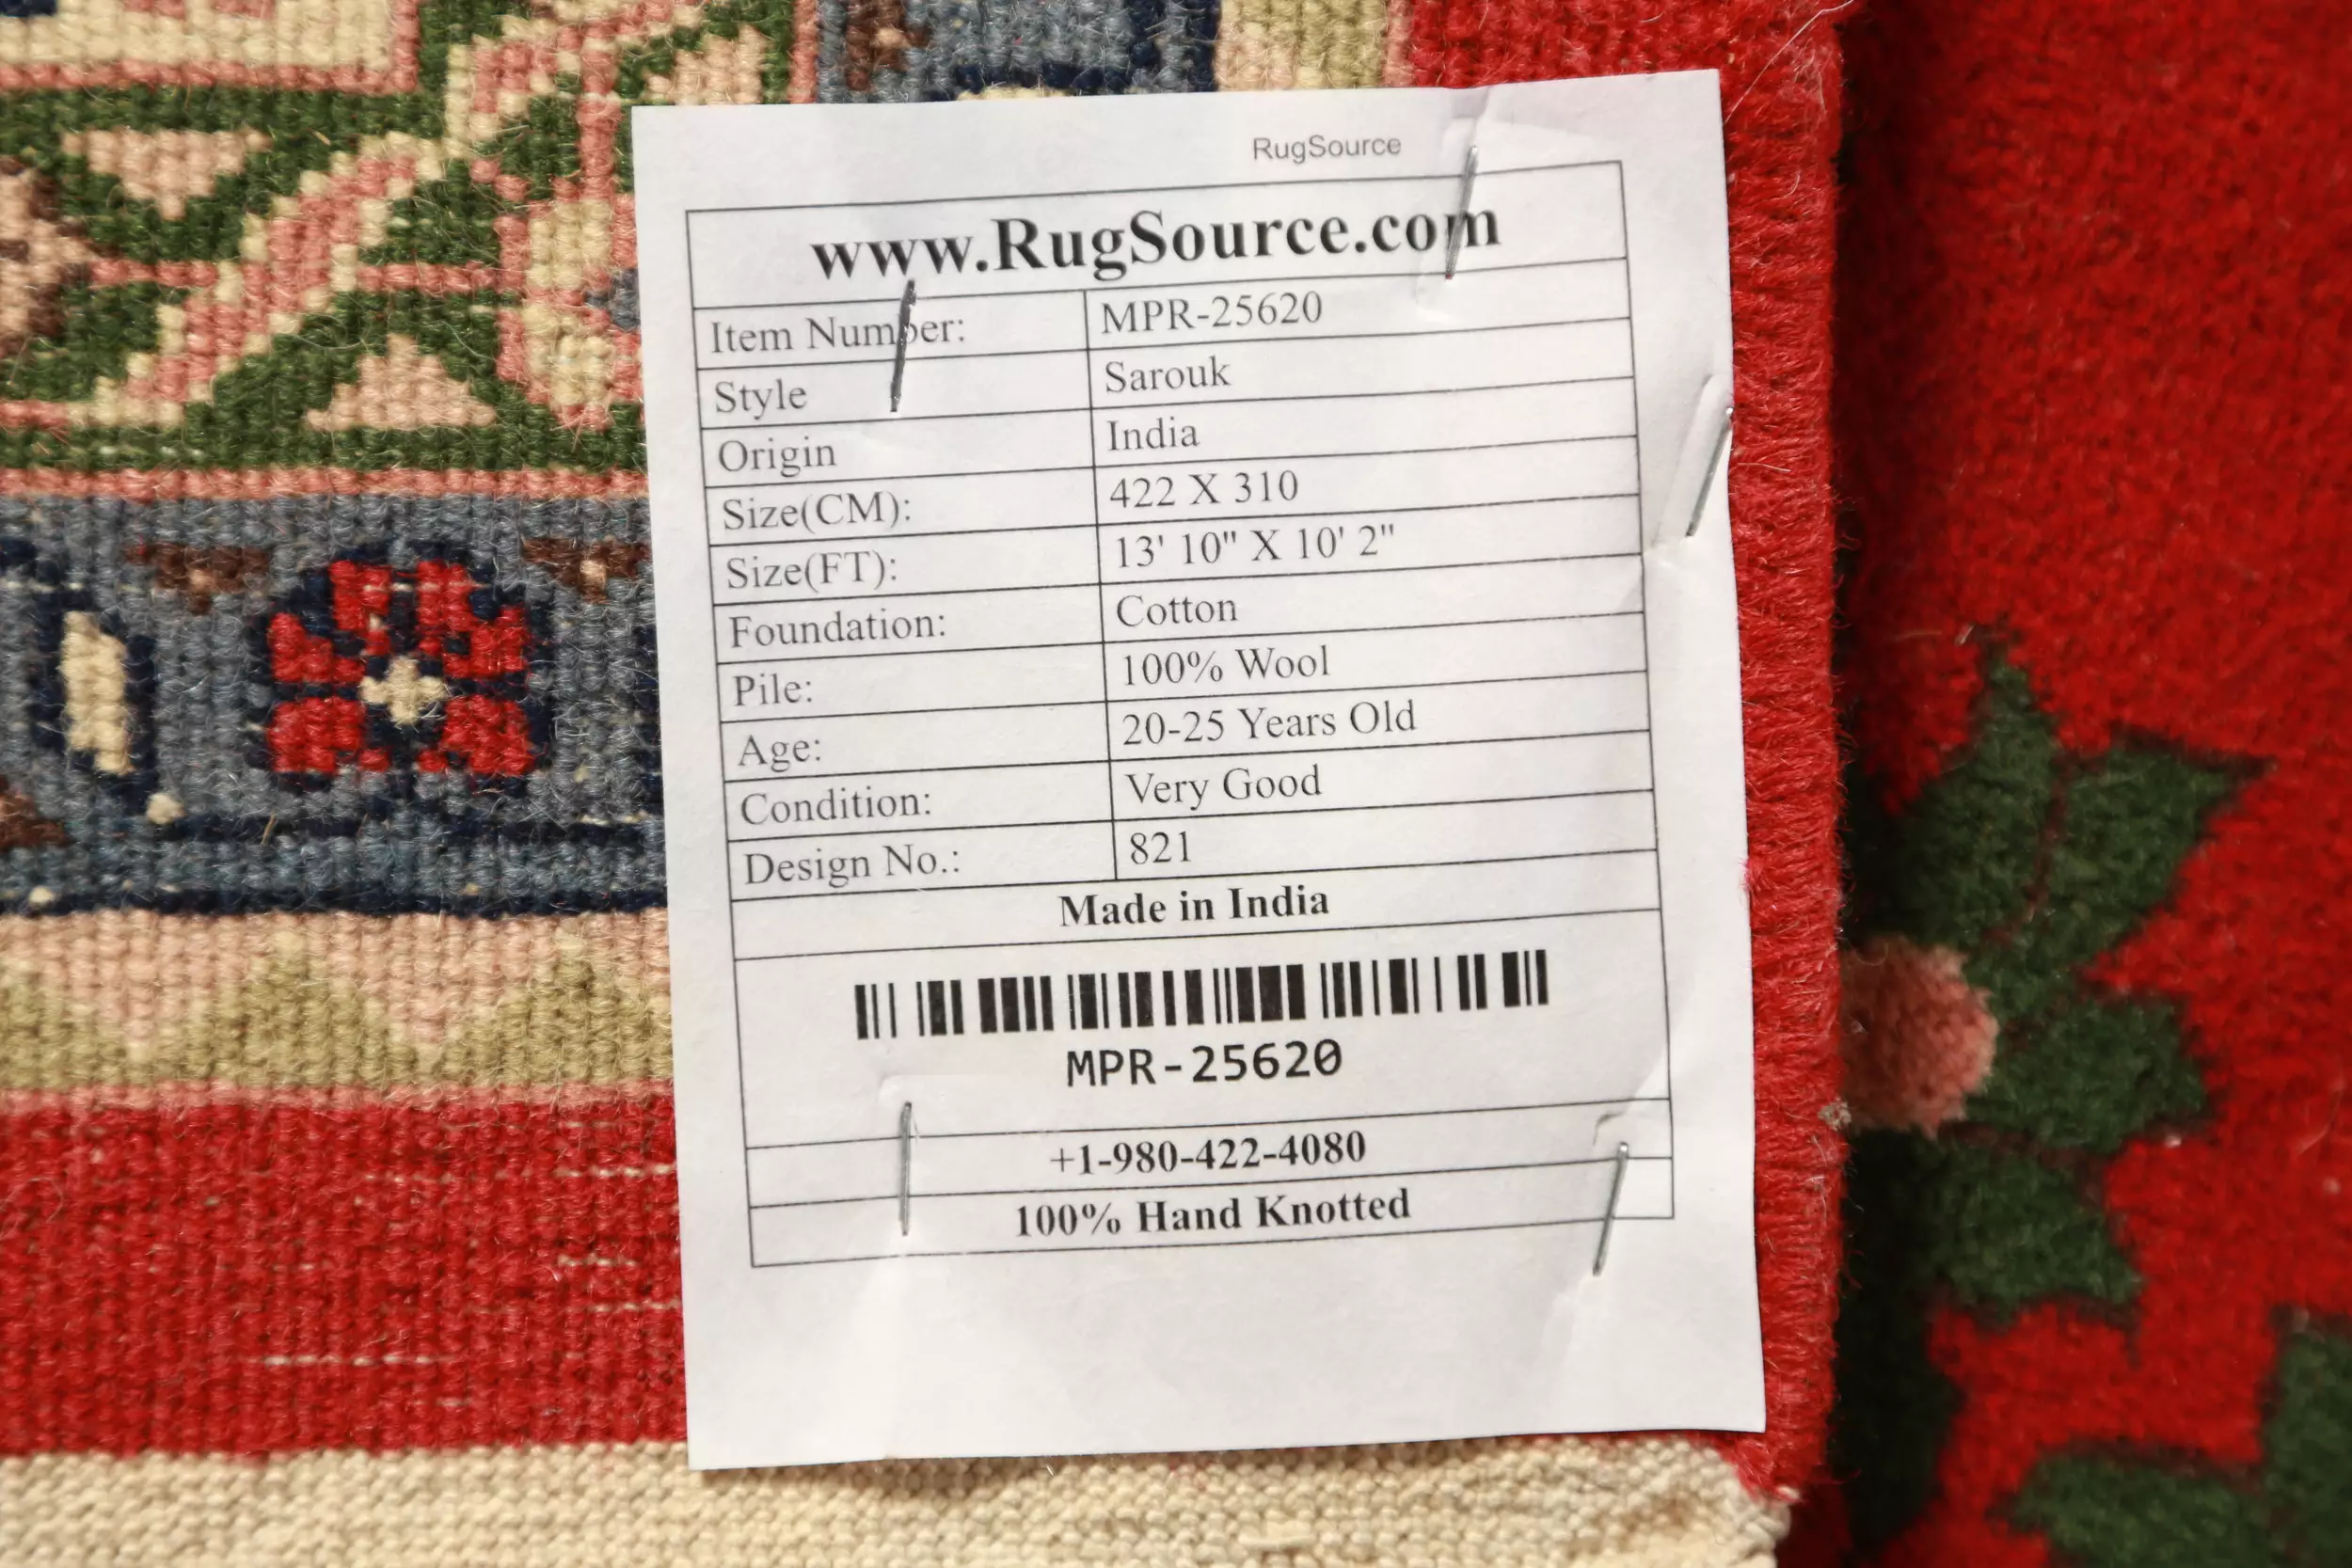 RugSource
www.RugSource.com
Item Number: MPR-25620
Style Sarouk
Origin India
Size(CM): 422 X 310
Size(FT): 13' 10" X 10' 2"
Foundation: Cotton
Pile: 100% Wool
Age: 20-25 Years Old
Condition: Very Good
Design No.: 821
Made in India
MPR-25620
+1-980-422-4080
100% Hand Knotted